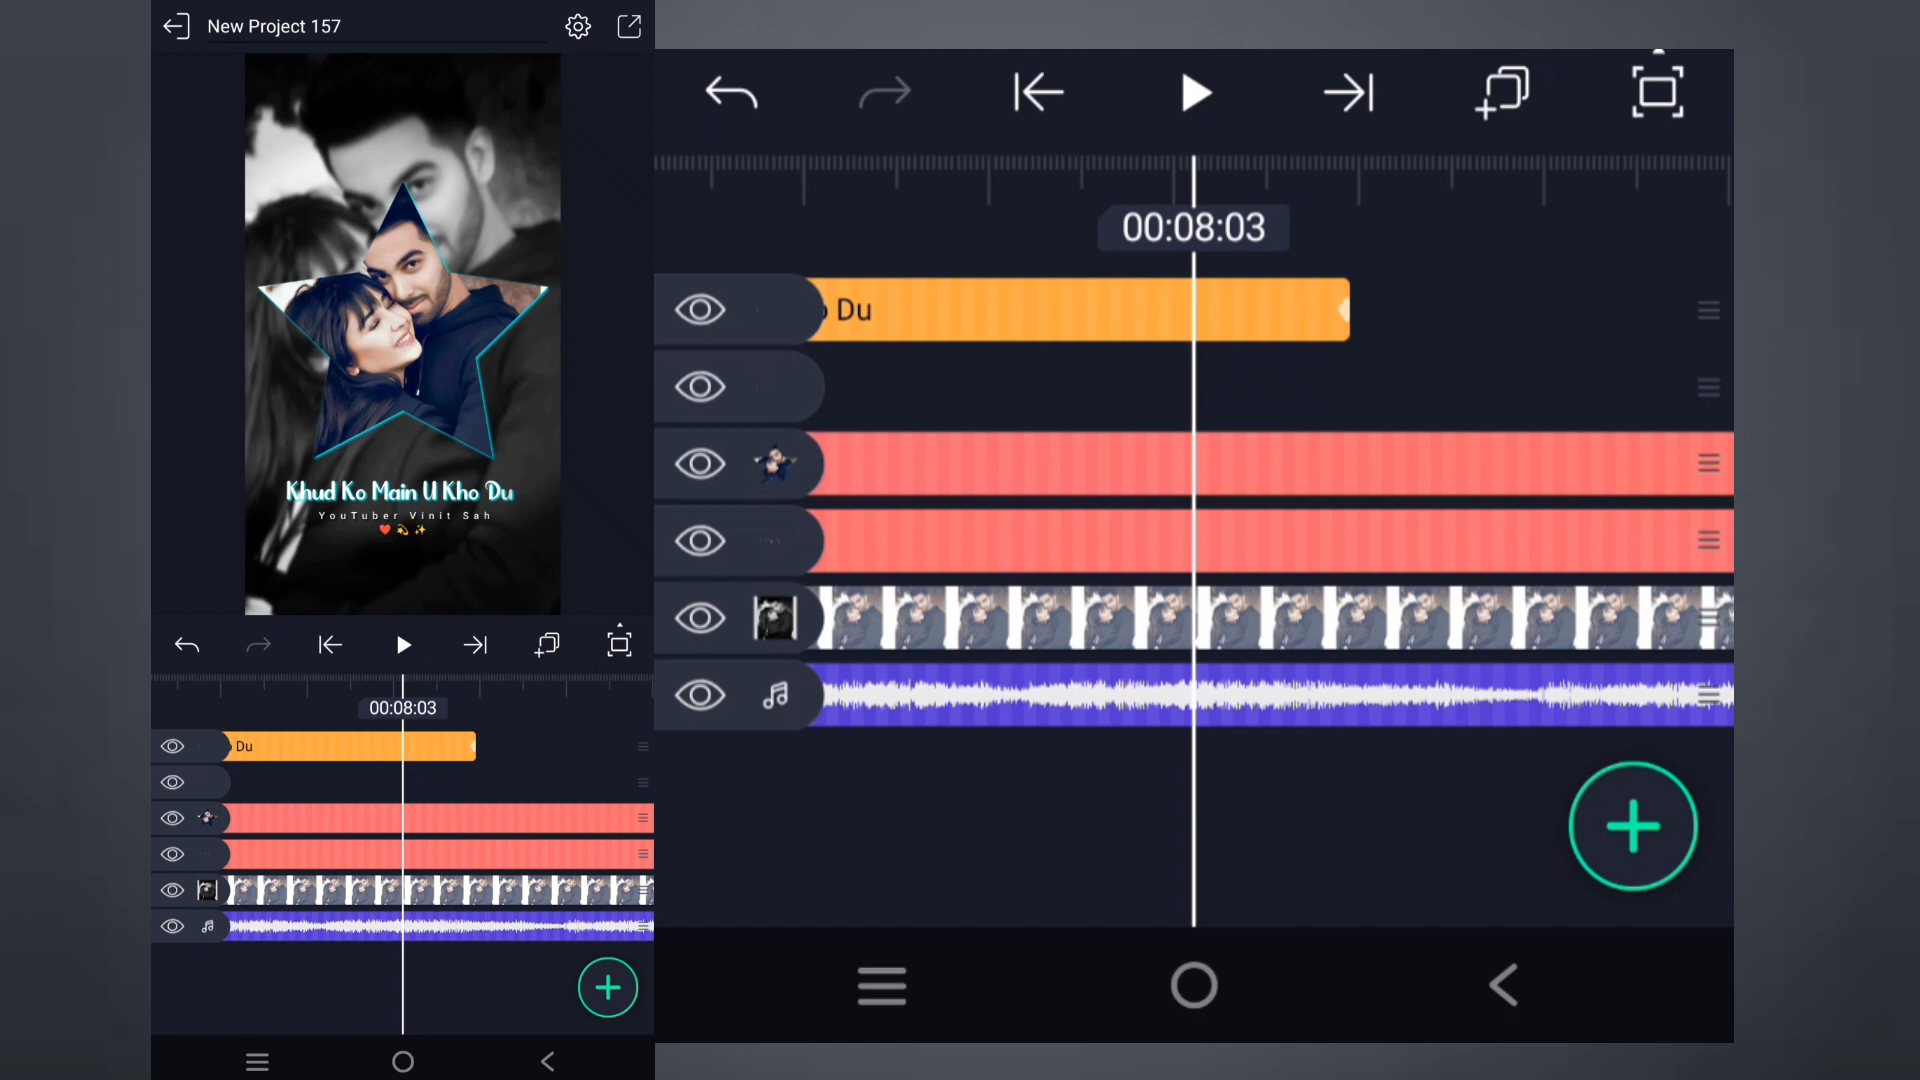 New Project 157
Khud Ko Main U Kho Du
YouTuber Vinit Sah
00:08:03
Du
00:08:03
Du